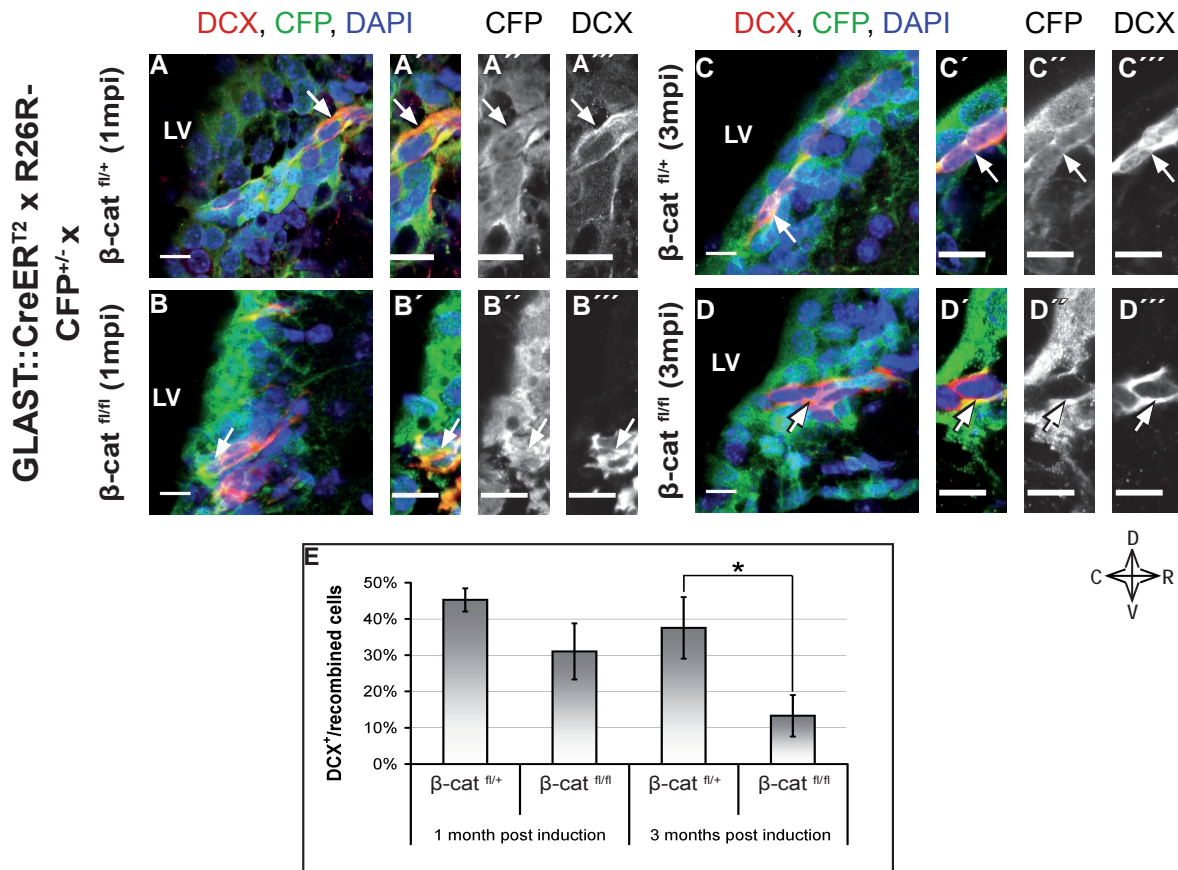 DCX, CFP, DAPI
CFP
DCX
DCX, CFP, DAPI
CFP
DCX
GLAST::CreER^T2 x R26R-
CFP^+/- x
β-cat ^fl/+ (1mpi)
A
LV
A´
A´´
A´´´
β-cat ^fl/+ (3mpi)
C
LV
C´
C´´
C´´´
β-cat ^fl/fl (1mpi)
B
LV
B´
B´´
B´´´
β-cat ^fl/fl (3mpi)
D
LV
D´
D´´
D´´´
D
C
R
V
E
DCX⁺/recombined cells
50%
40%
30%
20%
10%
0%
*
β-cat ^fl/+
β-cat ^fl/fl
β-cat ^fl/+
β-cat ^fl/fl
1 month post induction
3 months post induction